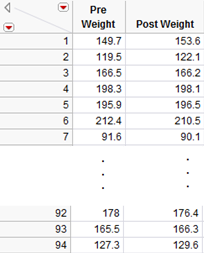 Pre Weight Post Weight
1 149.7 153.6
2 119.5 122.1
3 166.5 166.2
4 198.3 198.1
5 195.9 196.5
6 212.4 210.5
7 91.6 90.1
. .
. .
. .
92 178 176.4
93 165.5 166.3
94 127.3 129.6